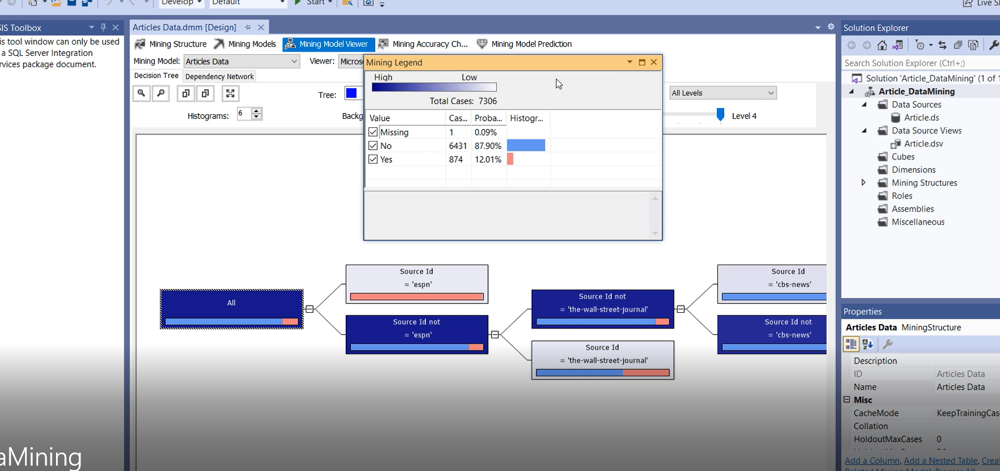 Develop
Default
Start
Live S
SIS Toolbox
is tool window can only be used
a SQL Server Integration
rvices package document.
Articles Data.dmm [Design]
Mining Structure
Mining Models
Mining Model Viewer
Mining Accuracy Ch...
Mining Model Prediction
Mining Model:
Articles Data
Viewer:
Microso
Decision Tree
Dependency Network
Tree:
Histograms:
6
Backg
All Levels
Level 4
Mining Legend
High
Low
Total Cases: 7306
Value Cas... Proba... Histogr...
Missing 1 0.09%
No 6431 87.90%
Yes 874 12.01%
All
Source Id
= 'espn'
Source Id not
= 'espn'
Source Id not
= 'the-wall-street-journal'
Source Id
= 'the-wall-street-journal'
Source Id
= 'cbs-news'
Source Id not
= 'cbs-news'
Solution Explorer
Search Solution Explorer (Ctrl+;)
Solution 'Article_DataMining' (1 of 1
Article_DataMining
Data Sources
Article.ds
Data Source Views
Article.dsv
Cubes
Dimensions
Mining Structures
Roles
Assemblies
Miscellaneous
Properties
Articles Data MiningStructure
Description
ID Articles Data
Name Articles Data
Misc
CacheMode KeepTrainingCas
Collation
HoldoutMaxCases 0
Add a Column, Add a Nested Table, Crea
aMining